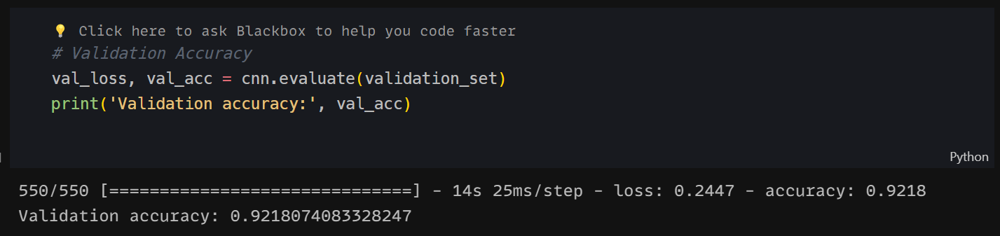 💡 Click here to ask Blackbox to help you code faster
# Validation Accuracy
val_loss, val_acc = cnn.evaluate(validation_set)
print('Validation accuracy:', val_acc)
Python
550/550 [==============================] - 14s 25ms/step - loss: 0.2447 - accuracy: 0.9218
Validation accuracy: 0.9218074083328247